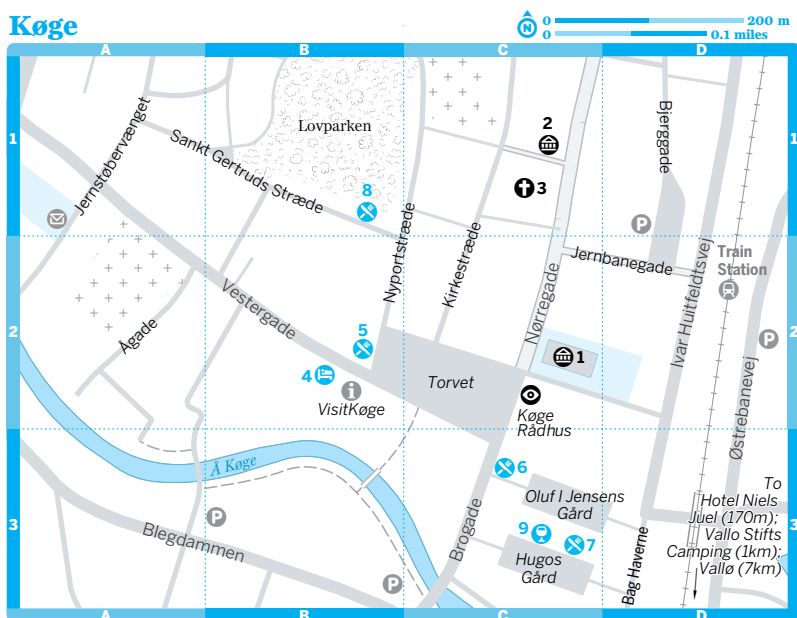 Køge
N
0 200 m
0 0.1 miles
A B C D
1
Lovparken
2
3
Bjerggade
Jernstøbervænget
Sankt Gertruds Stræde
8
P
1
Nyportstræde
Kirkestræde
Nørregade
Jernbanegade
Ivar Huitfeldtsvej
Train
Station
2
Vestergade
Ågade
5
4
i
VisitKøge
Torvet
1
P
2
Køge
Rådhus
Østrebanevej
3
Å Køge
6
Oluf I Jensens
Gård
P
Blegdammen
Brogade
9
7
Hugos
Gård
Bag Haverne
P
To
Hotel Niels
Juel (170m);
Vallo Stifts
Camping (1km);
Vallø (7km)
3
A B C D